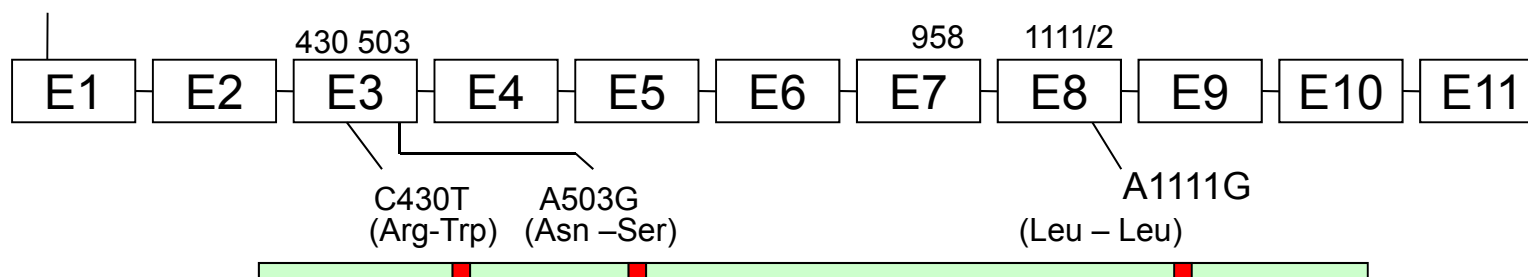 430 503 958 1111/2
E1 E2 E3 E4 E5 E6 E7 E8 E9 E10 E11
C430T A503G A1111G
(Arg-Trp) (Asn –Ser) (Leu – Leu)